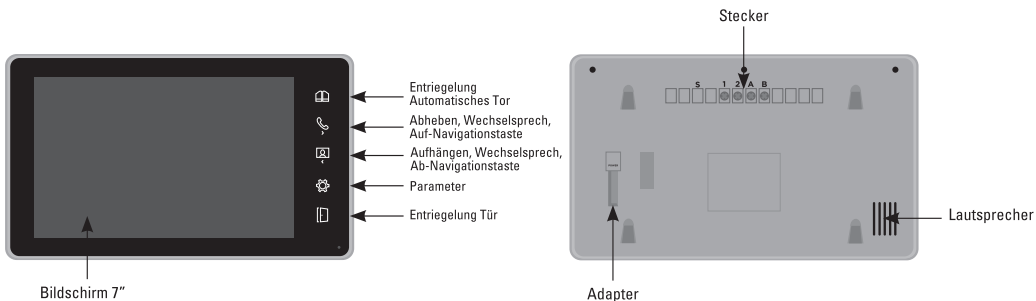 Entriegelung
Automatisches Tor
Abheben, Wechselsprech,
Auf-Navigationstaste
Aufhängen, Wechselsprech,
Ab-Navigationstaste
Parameter
Entriegelung Tür
Bildschirm 7”
Stecker
S 1 2 A B
Lautsprecher
Adapter